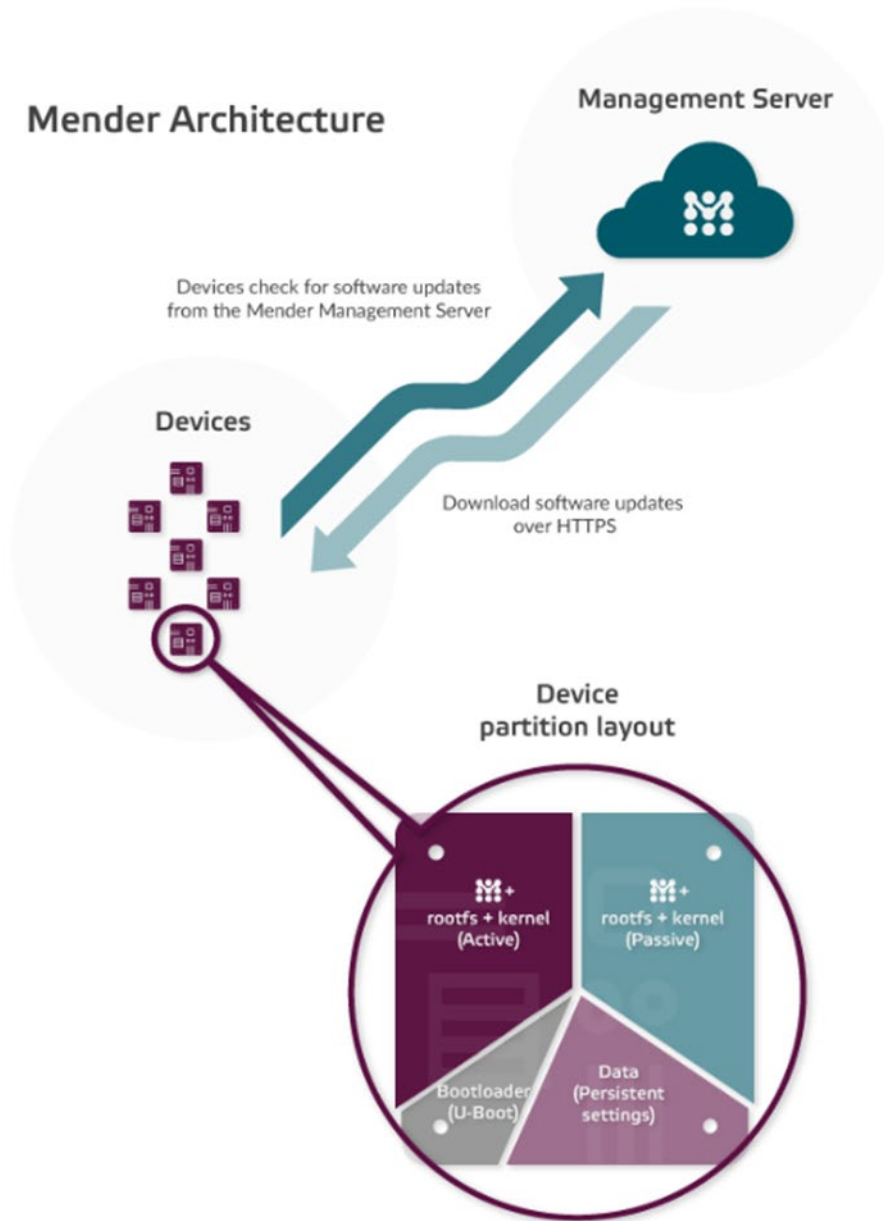 Mender Architecture
Management Server
Devices check for software updates
from the Mender Management Server
Devices
Download software updates
over HTTPS
Device
partition layout
+
rootfs + kernel
(Active)
+
rootfs + kernel
(Passive)
Bootloader
(U-Boot)
Data
(Persistent
settings)